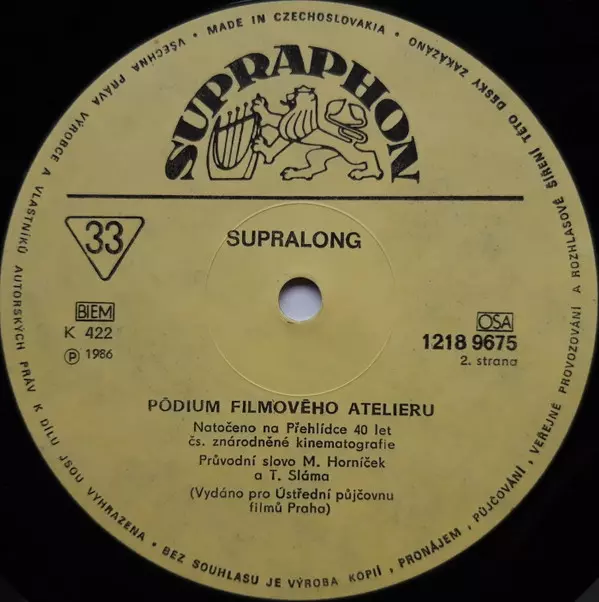 • MADE IN CZECHOSLOVAKIA •
VŠECHNA PRÁVA VÝROBCE A VLASTNÍKŮ AUTORSKÝCH PRÁV K DÍLU JSOU VYHRAZENA • BEZ SOUHLASU JE VÝROBA KOPIÍ, PRONÁJEM, PŮJČOVÁNÍ, VEŘEJNÉ PROVOZOVÁNÍ A ROZHLASOVÉ ŠÍŘENÍ TÉTO DESKY ZAKÁZÁNO
SUPRAPHON
33
SUPRALONG
BIEM
K 422
Ⓟ 1986
OSA
1218 9675
2. strana
PÓDIUM FILMOVÉHO ATELIERU
Natočeno na Přehlídce 40 let
čs. znárodněné kinematografie
Průvodní slovo M. Horníček
a T. Sláma
(Vydáno pro Ústřední půjčovnu
filmů Praha)